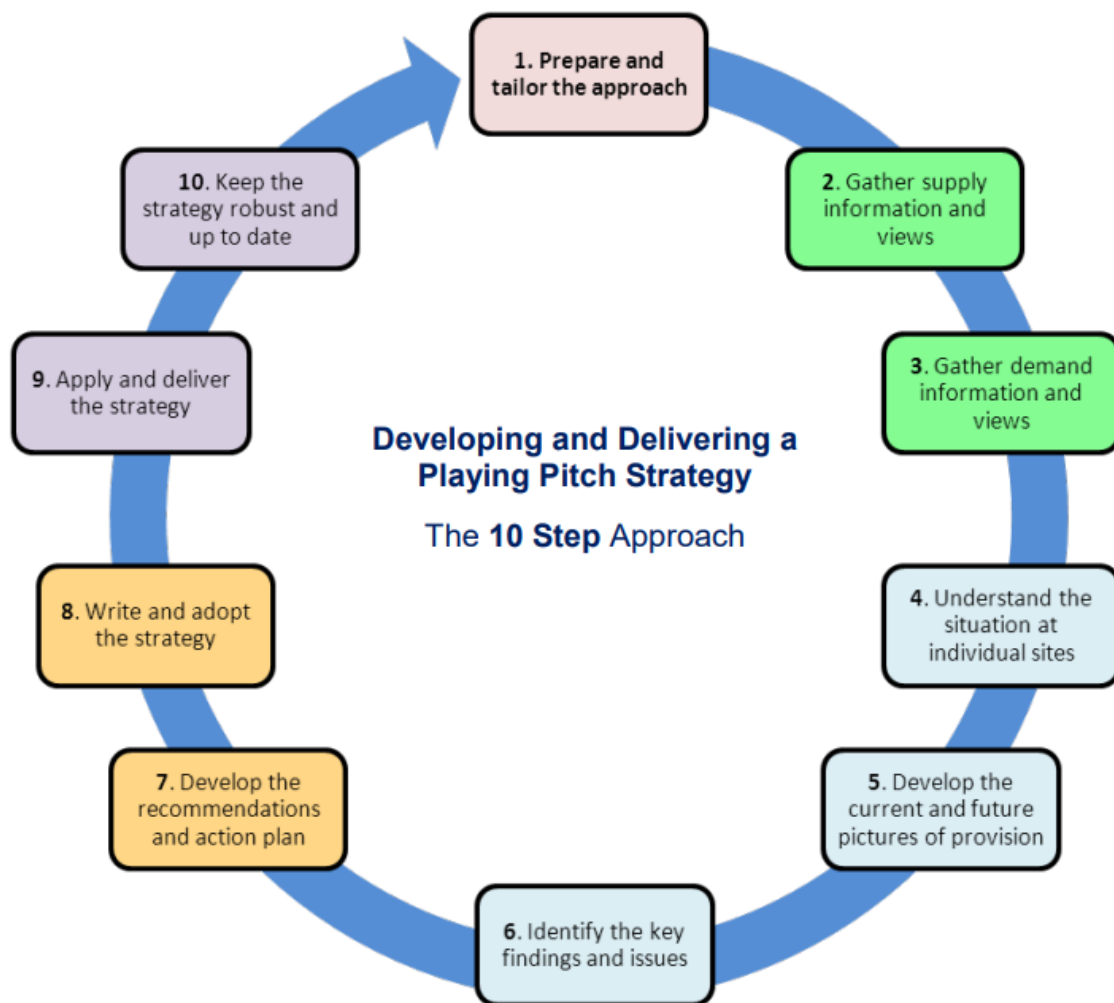 1. Prepare and
tailor the approach
2. Gather supply
information and
views
3. Gather demand
information and
views
4. Understand the
situation at
individual sites
5. Develop the
current and future
pictures of provision
6. Identify the key
findings and issues
7. Develop the
recommendations
and action plan
8. Write and adopt
the strategy
9. Apply and deliver
the strategy
10. Keep the
strategy robust and
up to date
Developing and Delivering a
Playing Pitch Strategy
The 10 Step Approach